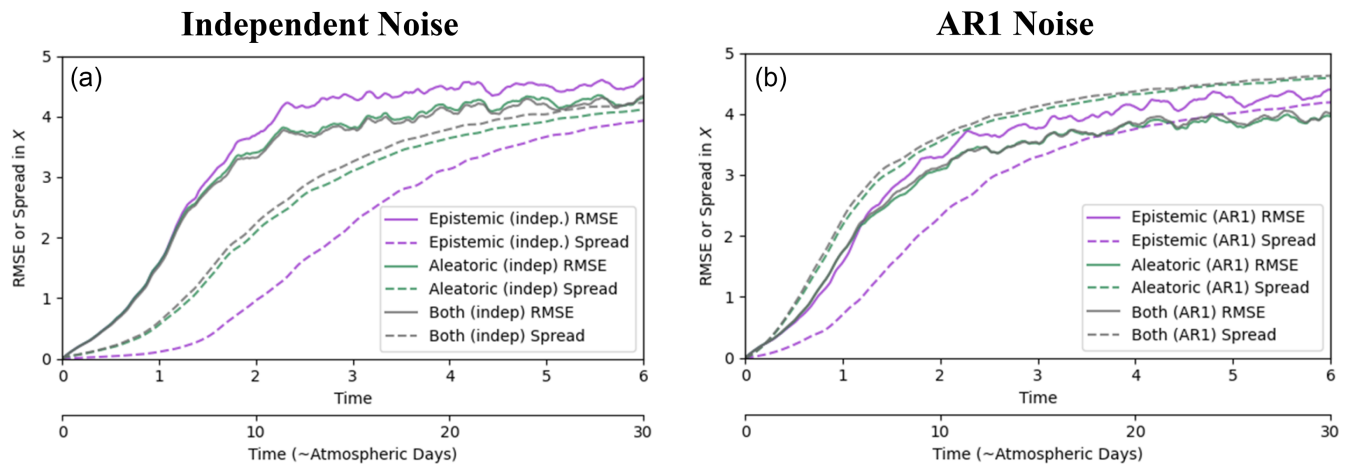 Independent Noise
(a)
RMSE or Spread in X
5
4
3
2
1
0
Epistemic (indep.) RMSE
Epistemic (indep.) Spread
Aleatoric (indep) RMSE
Aleatoric (indep) Spread
Both (indep) RMSE
Both (indep) Spread
0 1 2 3 4 5 6
Time
0 10 20 30
Time (~Atmospheric Days)
AR1 Noise
(b)
RMSE or Spread in X
5
4
3
2
1
0
Epistemic (AR1) RMSE
Epistemic (AR1) Spread
Aleatoric (AR1) RMSE
Aleatoric (AR1) Spread
Both (AR1) RMSE
Both (AR1) Spread
0 1 2 3 4 5 6
Time
0 10 20 30
Time (~Atmospheric Days)